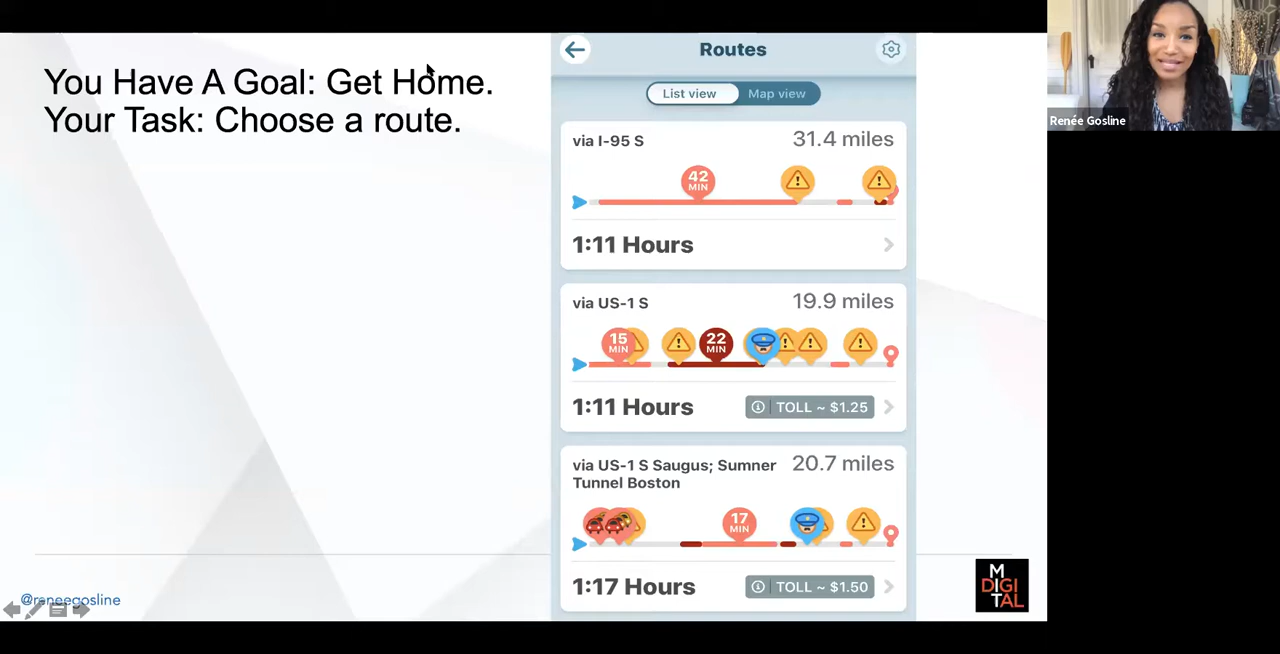 You Have A Goal: Get Home.
Your Task: Choose a route.
Routes
List view
Map view
via I-95 S
31.4 miles
42
MIN
1:11 Hours
via US-1 S
19.9 miles
15
MIN
22
MIN
1:11 Hours
TOLL ~ $1.25
via US-1 S Saugus; Sumner
Tunnel Boston
20.7 miles
17
MIN
1:17 Hours
TOLL ~ $1.50
@reneegosline
M
DIGI
TAL
Renée Gosline